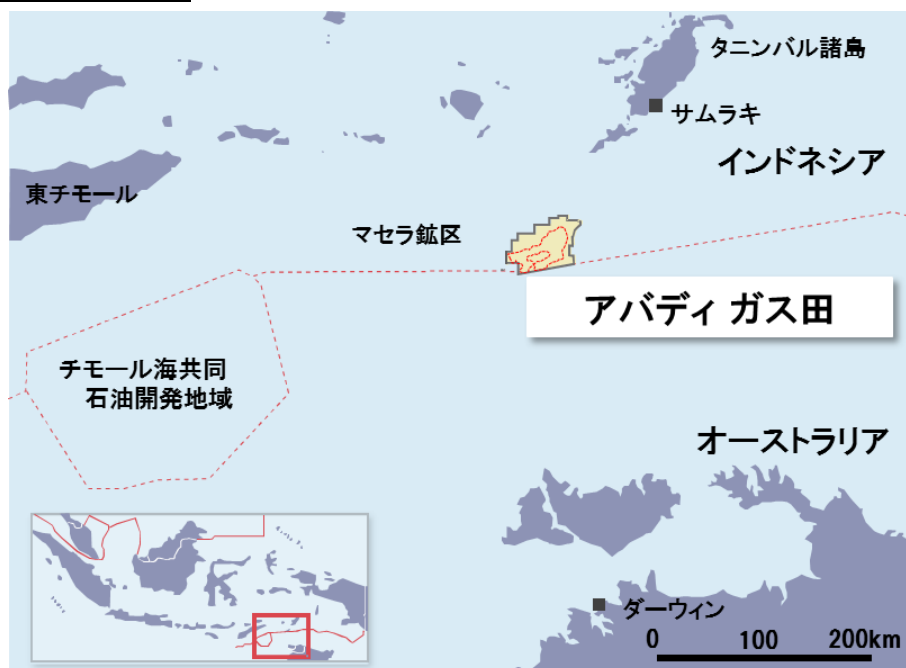 タニンバル諸島
サムラキ
インドネシア
東チモール
マセラ鉱区
アバディ ガス田
チモール海共同
石油開発地域
オーストラリア
ダーウィン
0 100 200km